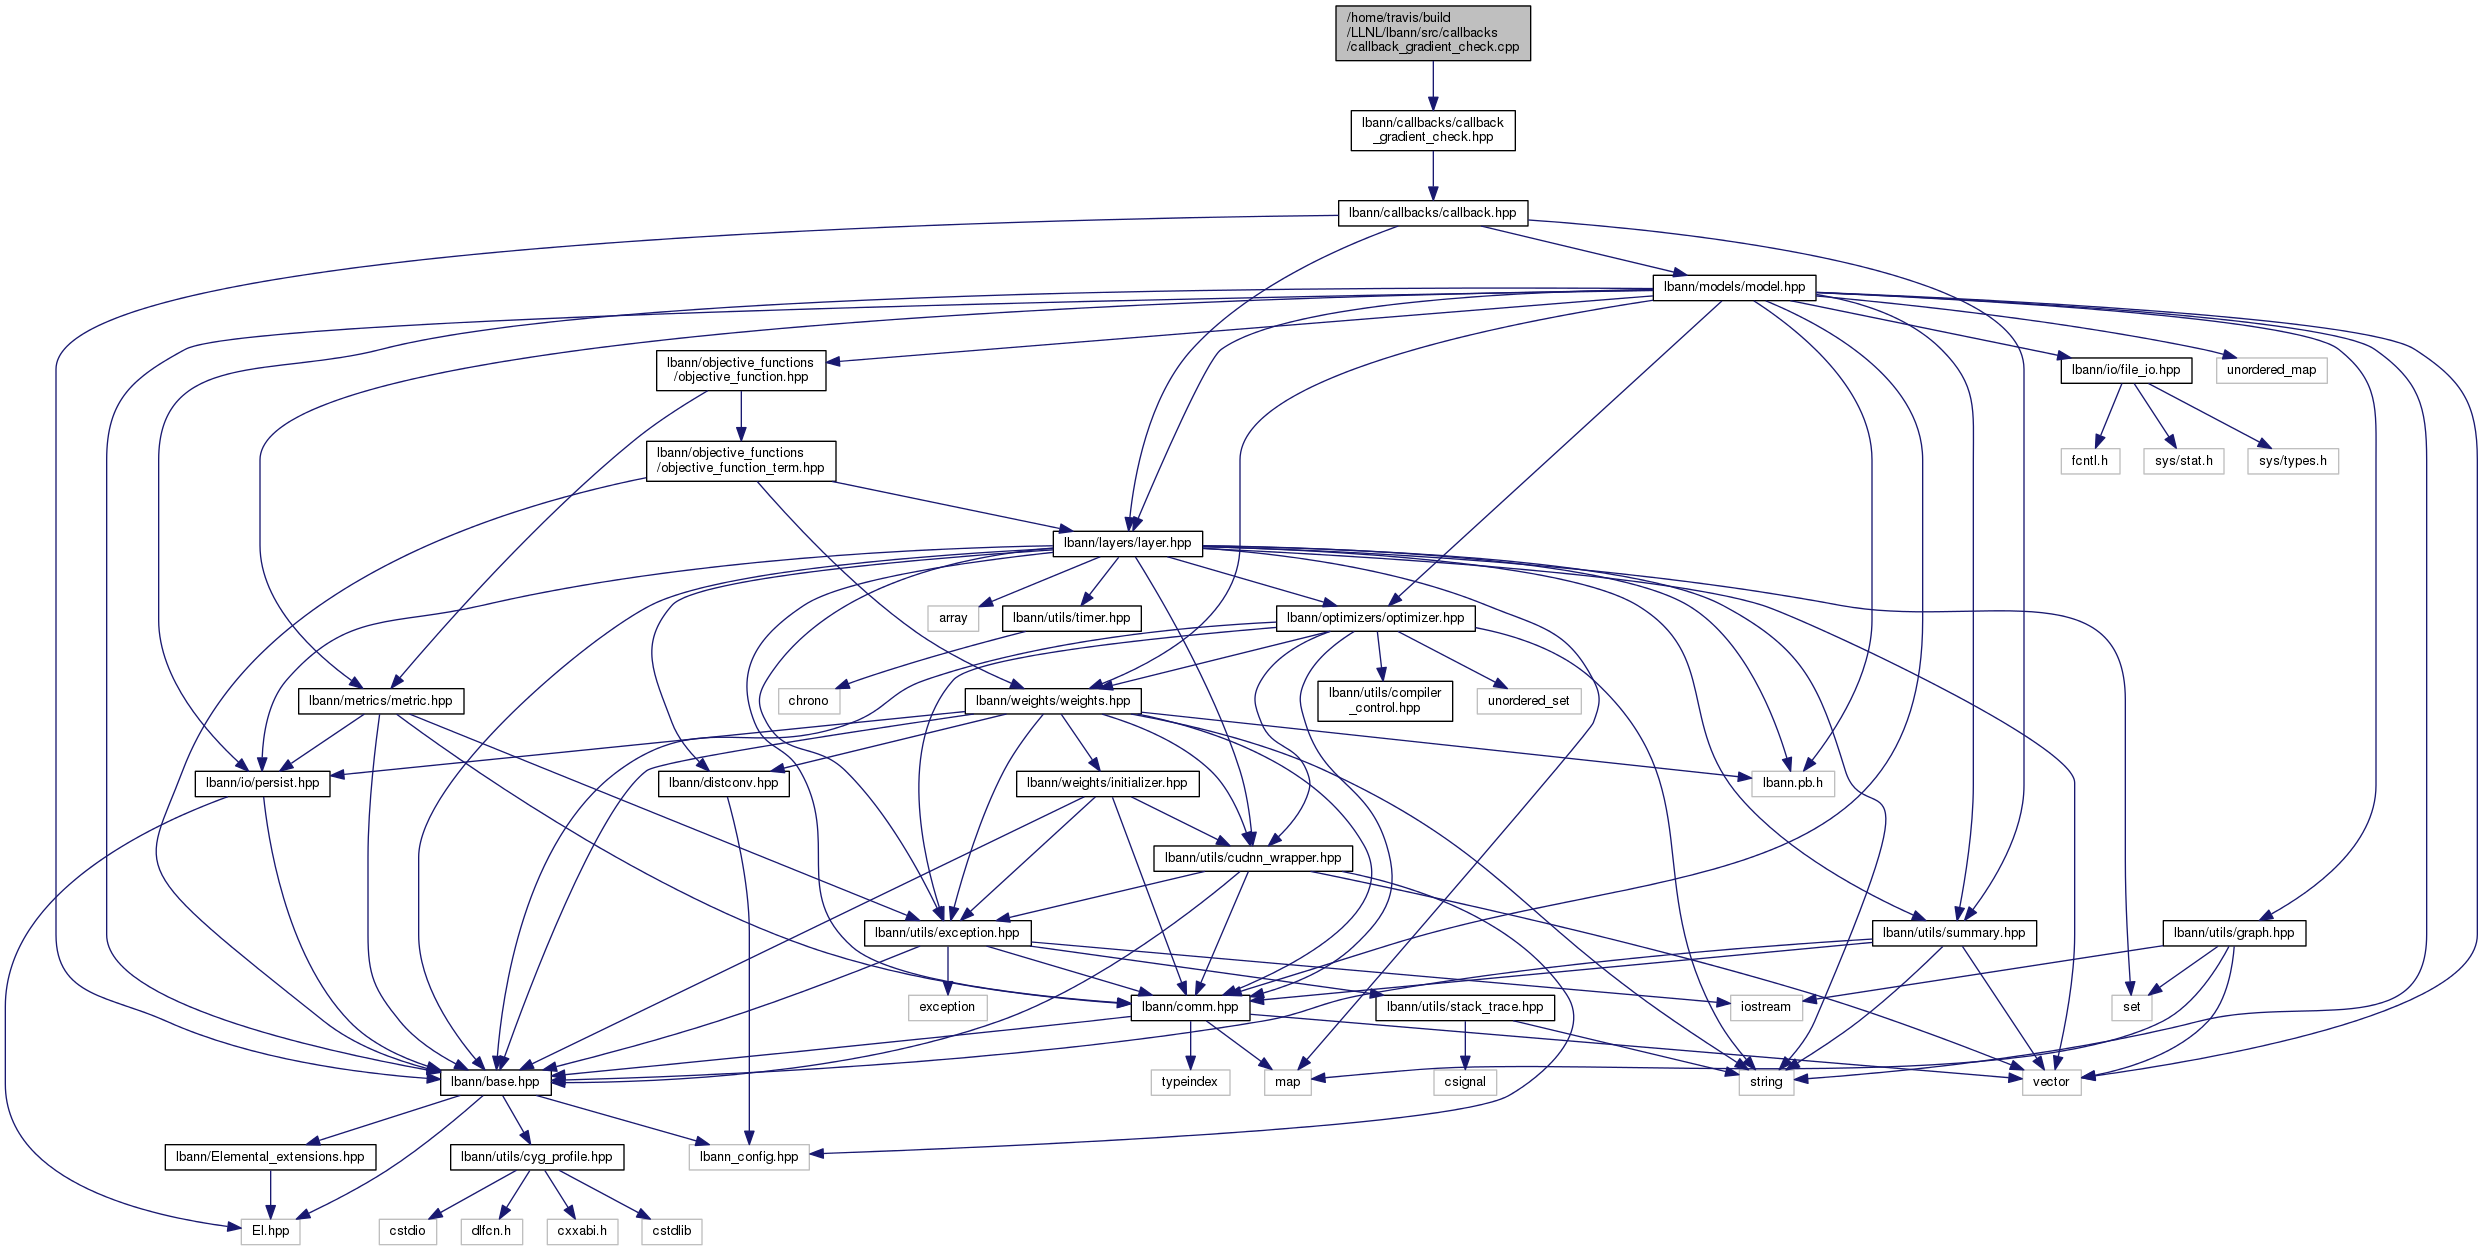 /home/travis/build
/LLNL/lbann/src/callbacks
/callback_gradient_check.cpp
lbann/callbacks/callback
_gradient_check.hpp
lbann/callbacks/callback.hpp
lbann/models/model.hpp
lbann/objective_functions
/objective_function.hpp
lbann/io/file_io.hpp
unordered_map
lbann/objective_functions
/objective_function_term.hpp
fcntl.h
sys/stat.h
sys/types.h
lbann/layers/layer.hpp
array
lbann/utils/timer.hpp
lbann/optimizers/optimizer.hpp
lbann/metrics/metric.hpp
chrono
lbann/weights/weights.hpp
lbann/utils/compiler
_control.hpp
unordered_set
lbann/io/persist.hpp
lbann/distconv.hpp
lbann/weights/initializer.hpp
lbann.pb.h
lbann/utils/cudnn_wrapper.hpp
lbann/utils/exception.hpp
lbann/utils/summary.hpp
lbann/utils/graph.hpp
exception
lbann/comm.hpp
lbann/utils/stack_trace.hpp
iostream
set
lbann/base.hpp
typeindex
map
csignal
string
vector
lbann/Elemental_extensions.hpp
lbann/utils/cyg_profile.hpp
lbann_config.hpp
El.hpp
cstdio
dlfcn.h
cxxabi.h
cstdlib